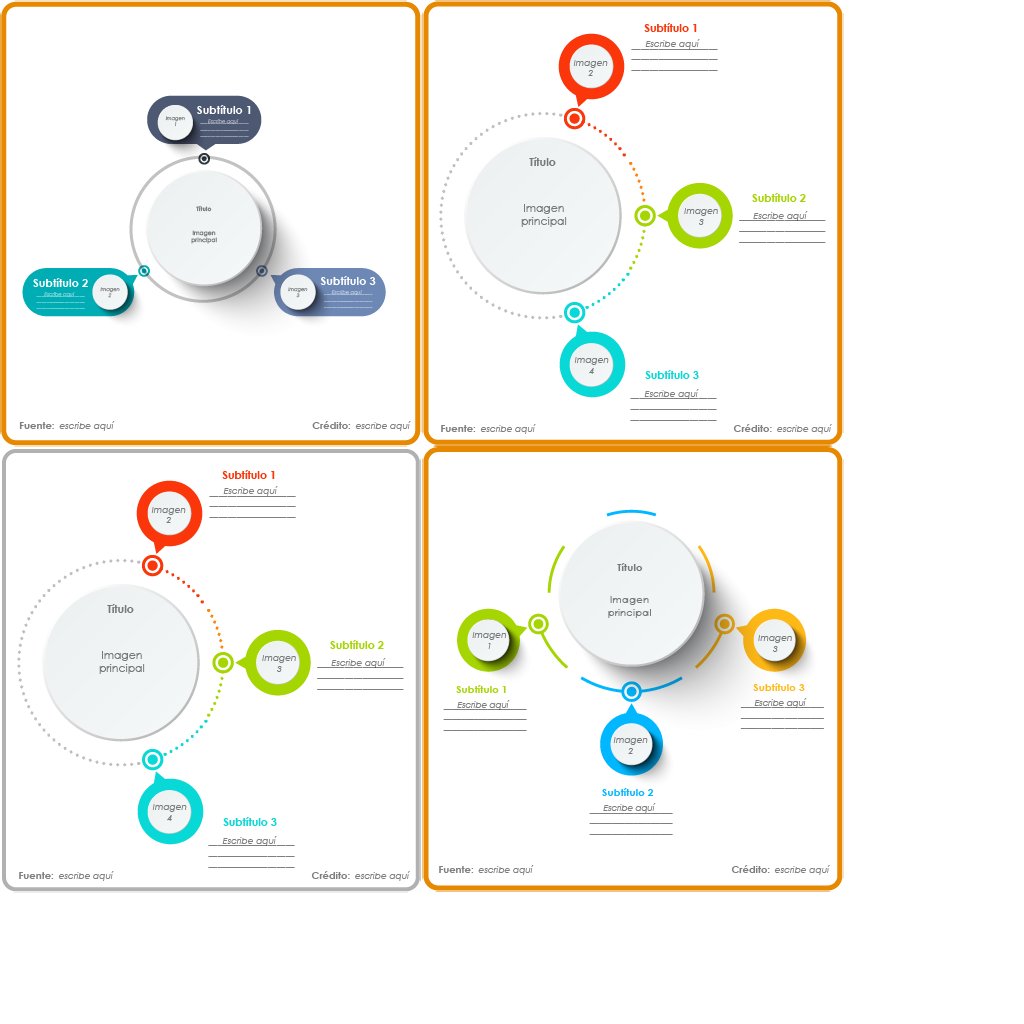 Subtítulo 1
Imagen
1
Escribe aquí
Título
Imagen
principal
Subtítulo 2
Escribe aquí
Imagen
2
Subtítulo 3
Imagen
3
Escribe aquí
Fuente: escribe aquí
Crédito: escribe aquí
Subtítulo 1
Escribe aquí
Imagen
2
Título
Imagen
principal
Subtítulo 2
Escribe aquí
Imagen
3
Imagen
4
Subtítulo 3
Escribe aquí
Fuente: escribe aquí
Crédito: escribe aquí
Subtítulo 1
Escribe aquí
Imagen
2
Título
Imagen
principal
Subtítulo 2
Escribe aquí
Imagen
3
Imagen
4
Subtítulo 3
Escribe aquí
Fuente: escribe aquí
Crédito: escribe aquí
Título
Imagen
principal
Imagen
1
Subtítulo 1
Escribe aquí
Imagen
3
Subtítulo 3
Escribe aquí
Imagen
2
Subtítulo 2
Escribe aquí
Fuente: escribe aquí
Crédito: escribe aquí